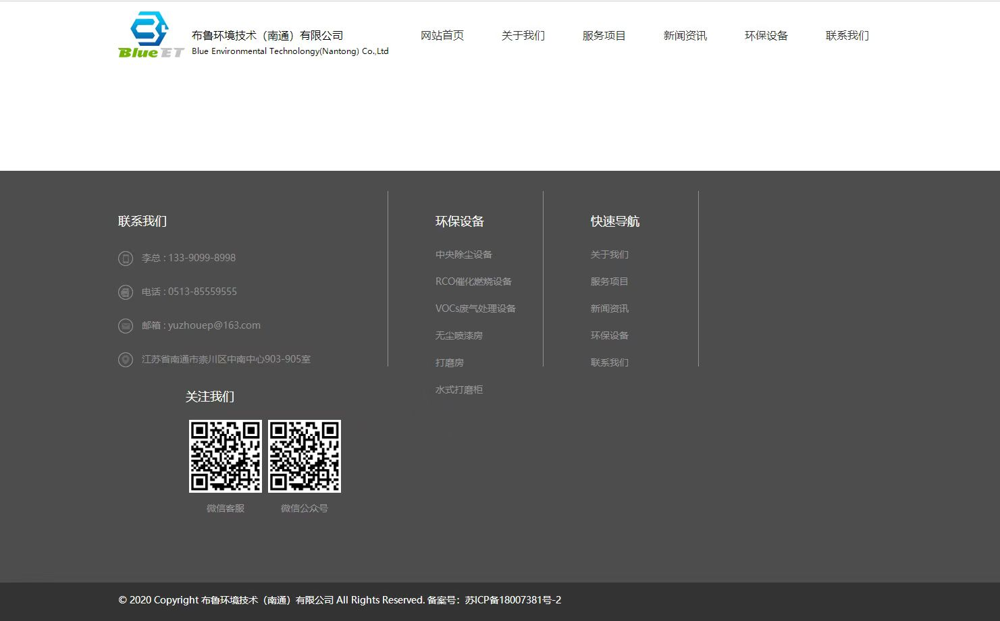 Blue ET
布鲁环境技术（南通）有限公司
Blue Environmental Technolongy(Nantong) Co.,Ltd
网站首页
关于我们
服务项目
新闻资讯
环保设备
联系我们
联系我们
李总 : 133-9099-8998
电话 : 0513-85559555
邮箱 : yuzhouep@163.com
江苏省南通市崇川区中南中心903-905室
环保设备
中央除尘设备
RCO催化燃烧设备
VOCs废气处理设备
无尘喷漆房
打磨房
水式打磨柜
快速导航
关于我们
服务项目
新闻资讯
环保设备
联系我们
关注我们
微信客服
微信公众号
© 2020 Copyright 布鲁环境技术（南通）有限公司 All Rights Reserved. 备案号：苏ICP备18007381号-2